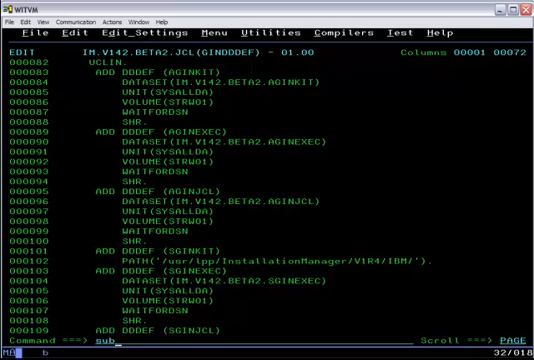 WITVM
File Edit View Communication Actions Window Help
File Edit Edit_Settings Menu Utilities Compilers Test Help
EDIT IM.V142.BETA2.JCL(GINDDDEF) - 01.00 Columns 00001 00072
000082 UCLIN.
000083 ADD DDDEF (AGINKIT)
000084 DATASET(IM.V142.BETA2.AGINKIT)
000085 UNIT(SYSALLDA)
000086 VOLUME(STRW01)
000087 WAITFORDSN
000088 SHR.
000089 ADD DDDEF (AGINEXEC)
000090 DATASET(IM.V142.BETA2.AGINEXEC)
000091 UNIT(SYSALLDA)
000092 VOLUME(STRW01)
000093 WAITFORDSN
000094 SHR.
000095 ADD DDDEF (AGINJCL)
000096 DATASET(IM.V142.BETA2.AGINJCL)
000097 UNIT(SYSALLDA)
000098 VOLUME(STRW01)
000099 WAITFORDSN
000100 SHR.
000101 ADD DDDEF (SGINKIT)
000102 PATH('/usr/lpp/InstallationManager/V1R4/IBM/').
000103 ADD DDDEF (SGINEXEC)
000104 DATASET(IM.V142.BETA2.SGINEXEC)
000105 UNIT(SYSALLDA)
000106 VOLUME(STRW01)
000107 WAITFORDSN
000108 SHR.
000109 ADD DDDEF (SGINJCL)
Command ===> sub_ Scroll ===> PAGE
b 32/018